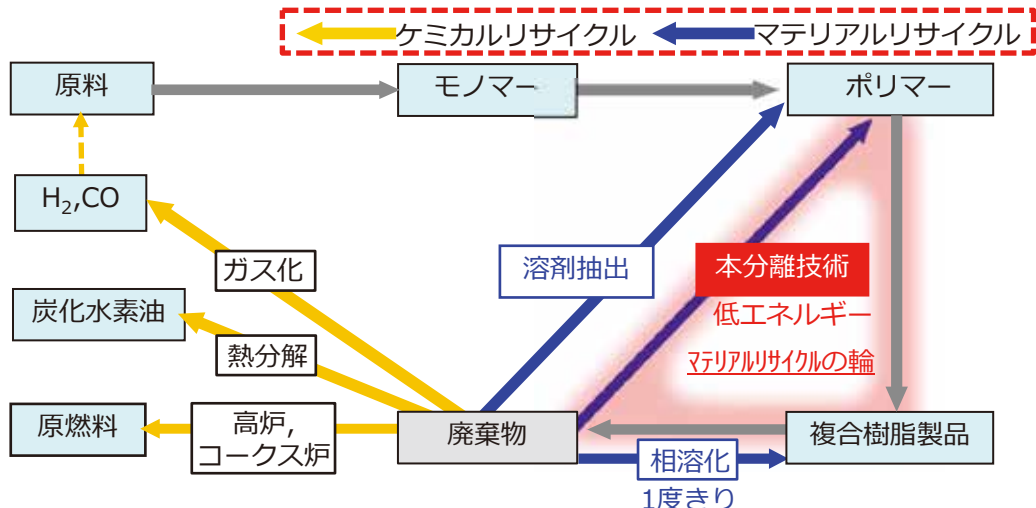 ケミカルリサイクル
マテリアルリサイクル
原料
モノマー
ポリマー
H₂,CO
ガス化
溶剤抽出
本分離技術
低エネルギー
炭化水素油
熱分解
マテリアルリサイクルの輪
原燃料
高炉,
コークス炉
廃棄物
複合樹脂製品
相溶化
1度きり